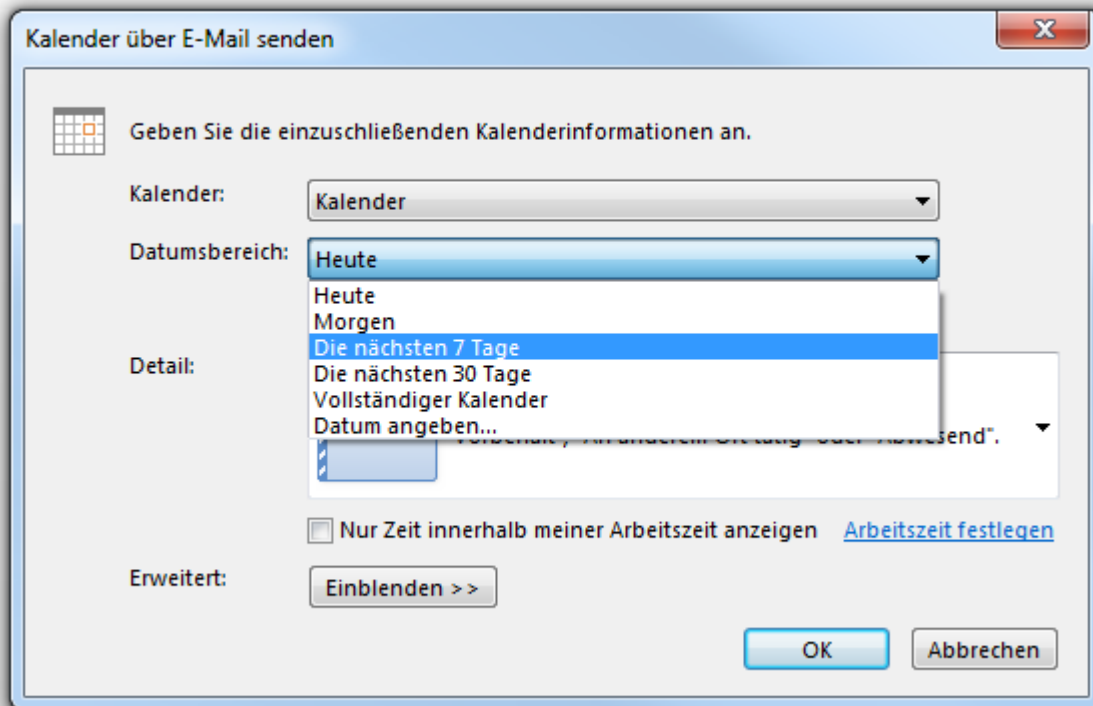 Kalender über E-Mail senden
Geben Sie die einzuschließenden Kalenderinformationen an.
Kalender: Kalender
Datumsbereich: Heute
Heute
Morgen
Die nächsten 7 Tage
Detail:
Die nächsten 30 Tage
Vollständiger Kalender
Datum angeben...
oder "Abwesend".
Nur Zeit innerhalb meiner Arbeitszeit anzeigen Arbeitszeit festlegen
Erweitert: Einblenden >>
OK Abbrechen